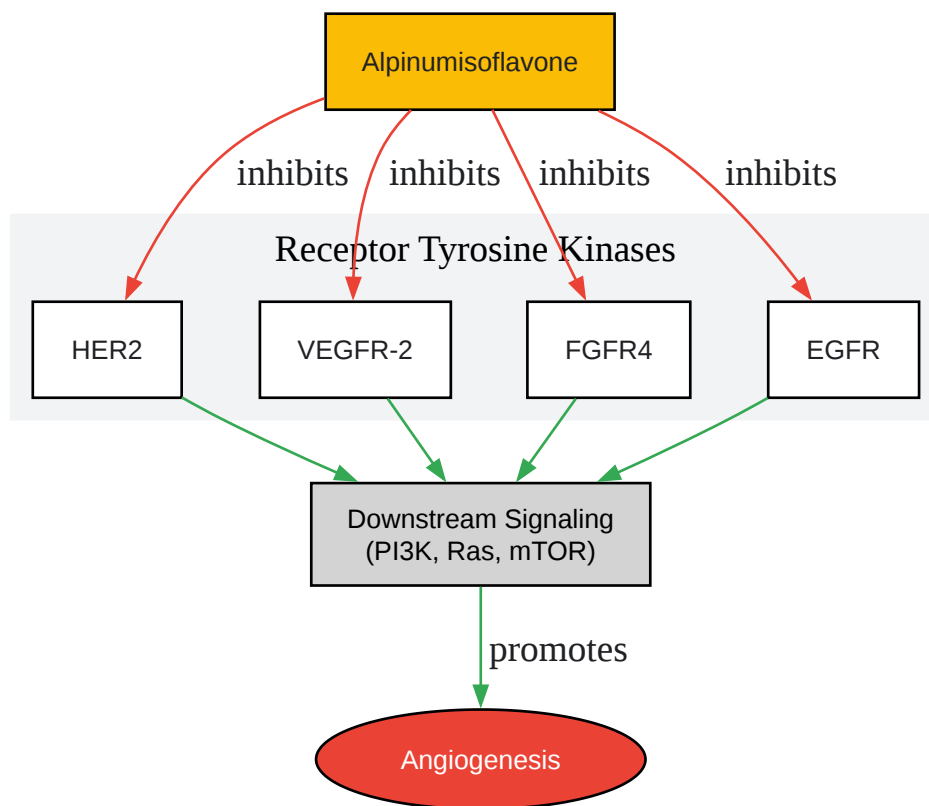 Alpinumisoflavone
inhibits inhibits inhibits inhibits
Receptor Tyrosine Kinases
HER2 VEGFR-2 FGFR4 EGFR
Downstream Signaling
(PI3K, Ras, mTOR)
promotes
Angiogenesis